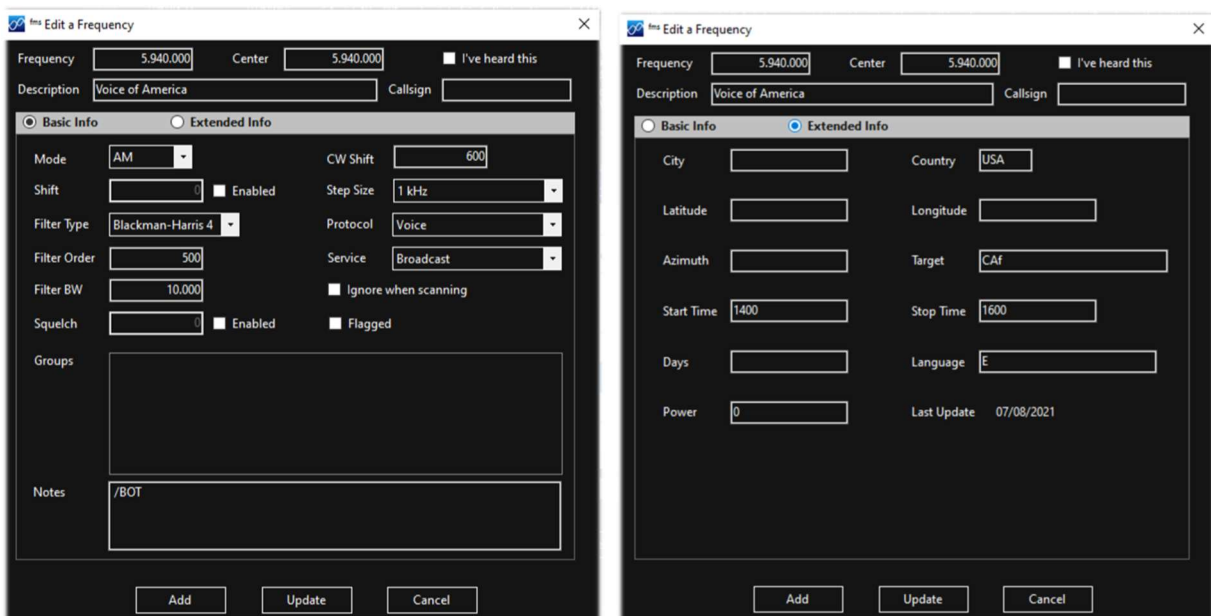 fms Edit a Frequency
Frequency 5.940.000 Center 5.940.000 I've heard this
Description Voice of America Callsign
Basic Info Extended Info
Mode AM CW Shift 600
Shift 0 Enabled Step Size 1 kHz
Filter Type Blackman-Harris 4 Protocol Voice
Filter Order 500 Service Broadcast
Filter BW 10.000 Ignore when scanning
Squelch 0 Enabled Flagged
Groups
Notes /BOT
Add Update Cancel
fms Edit a Frequency
Frequency 5.940.000 Center 5.940.000 I've heard this
Description Voice of America Callsign
Basic Info Extended Info
City Country USA
Latitude Longitude
Azimuth Target CAf
Start Time 1400 Stop Time 1600
Days Language E
Power 0 Last Update 07/08/2021
Add Update Cancel